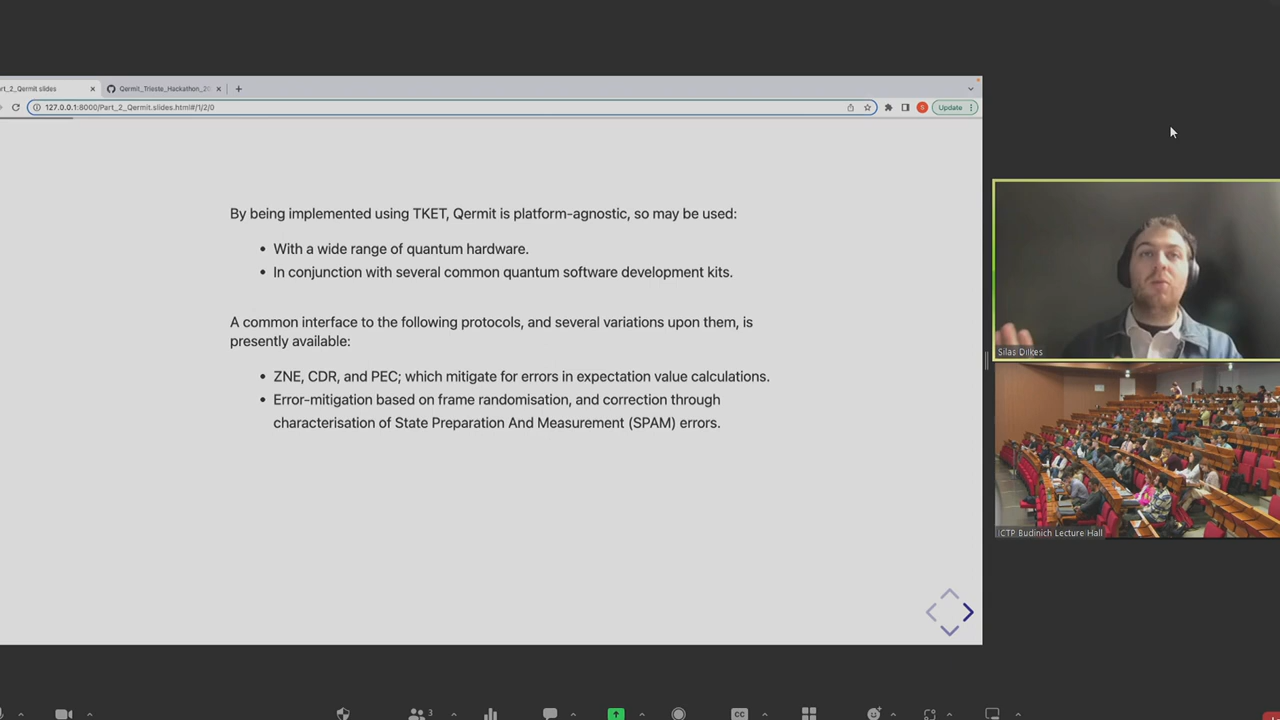 rt_2_Qermit slides
Qermit_Trieste_Hackathon_20
127.0.0.1:8000/Part_2_Qermit.slides.html#/1/2/0
Update
By being implemented using TKET, Qermit is platform-agnostic, so may be used:
• With a wide range of quantum hardware.
• In conjunction with several common quantum software development kits.
A common interface to the following protocols, and several variations upon them, is
presently available:
• ZNE, CDR, and PEC; which mitigate for errors in expectation value calculations.
• Error-mitigation based on frame randomisation, and correction through
characterisation of State Preparation And Measurement (SPAM) errors.
Silas Dilkes
ICTP Budinich Lecture Hall
3
CC